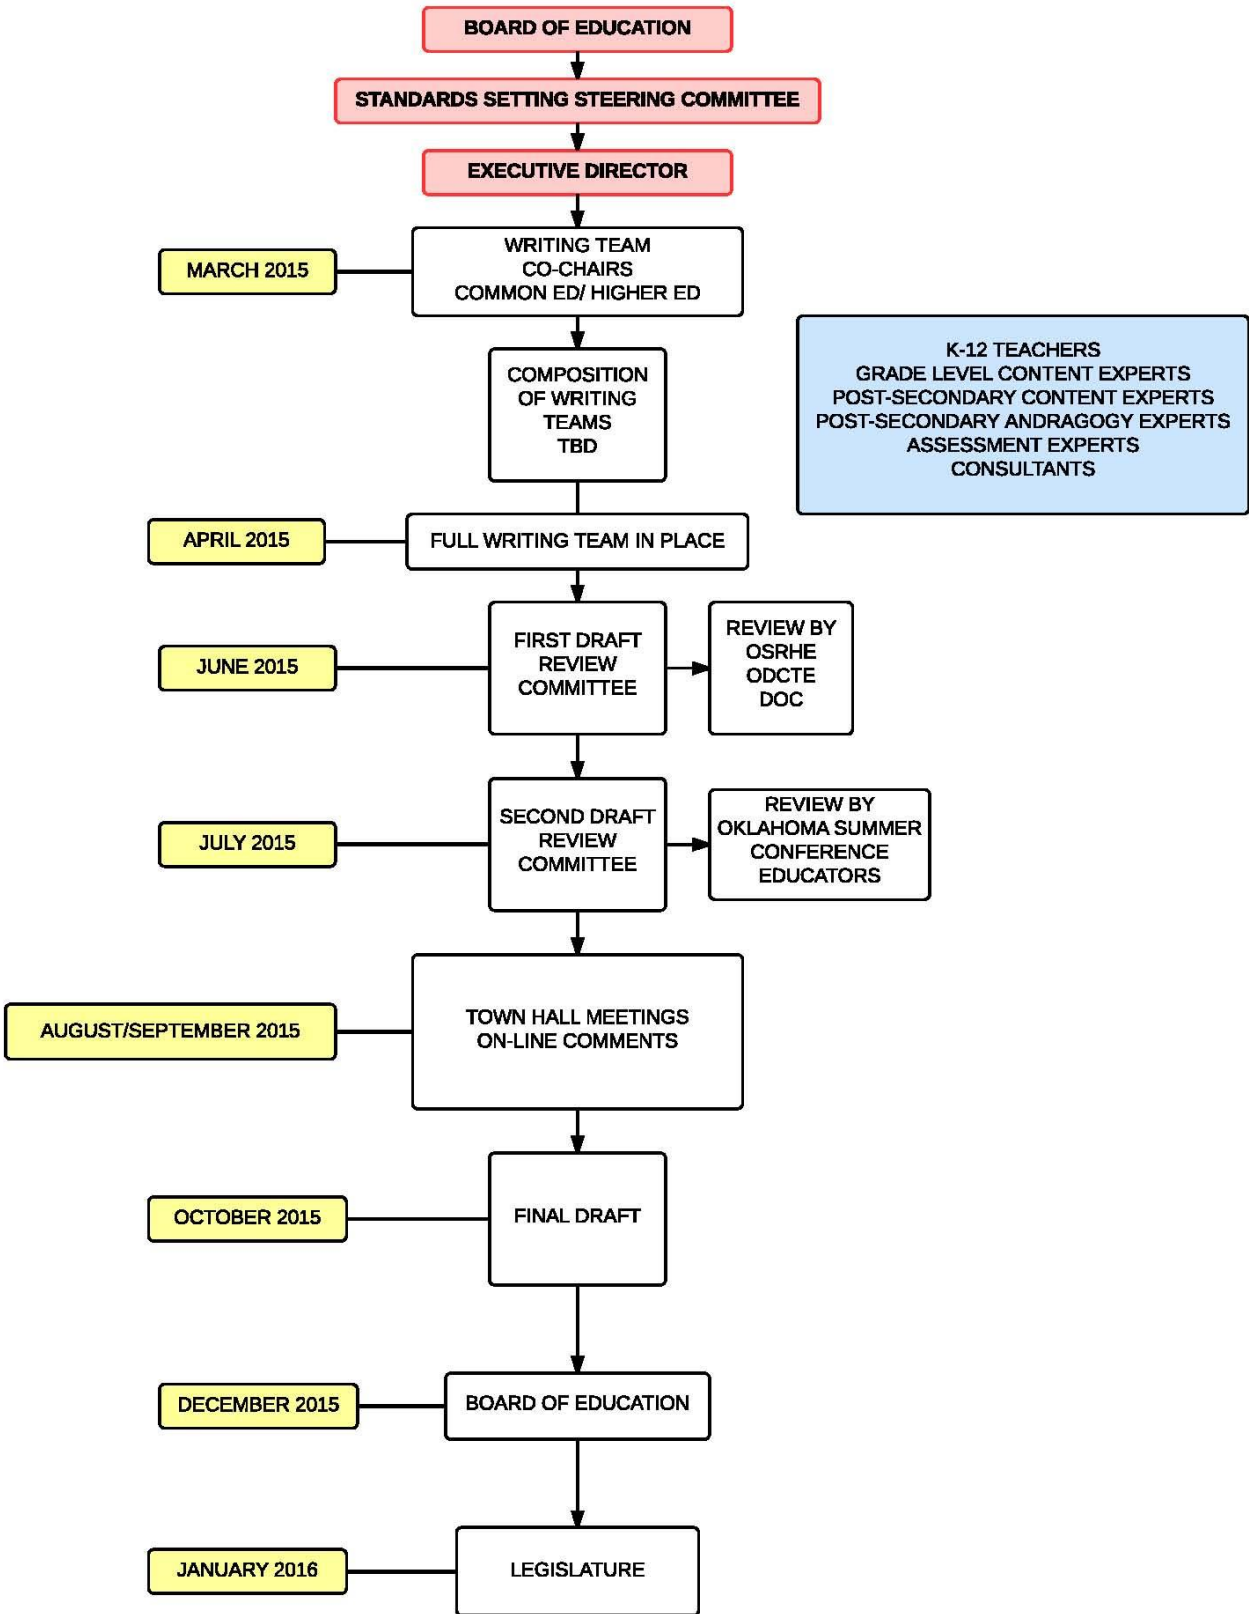 BOARD OF EDUCATION
STANDARDS SETTING STEERING COMMITTEE
EXECUTIVE DIRECTOR
MARCH 2015
WRITING TEAM
CO-CHAIRS
COMMON ED/ HIGHER ED
K-12 TEACHERS
GRADE LEVEL CONTENT EXPERTS
POST-SECONDARY CONTENT EXPERTS
POST-SECONDARY ANDRAGOGY EXPERTS
ASSESSMENT EXPERTS
CONSULTANTS
COMPOSITION
OF WRITING
TEAMS
TBD
APRIL 2015
FULL WRITING TEAM IN PLACE
JUNE 2015
FIRST DRAFT
REVIEW
COMMITTEE
REVIEW BY
OSRHE
ODCTE
DOC
JULY 2015
SECOND DRAFT
REVIEW
COMMITTEE
REVIEW BY
OKLAHOMA SUMMER
CONFERENCE
EDUCATORS
AUGUST/SEPTEMBER 2015
TOWN HALL MEETINGS
ON-LINE COMMENTS
OCTOBER 2015
FINAL DRAFT
DECEMBER 2015
BOARD OF EDUCATION
JANUARY 2016
LEGISLATURE